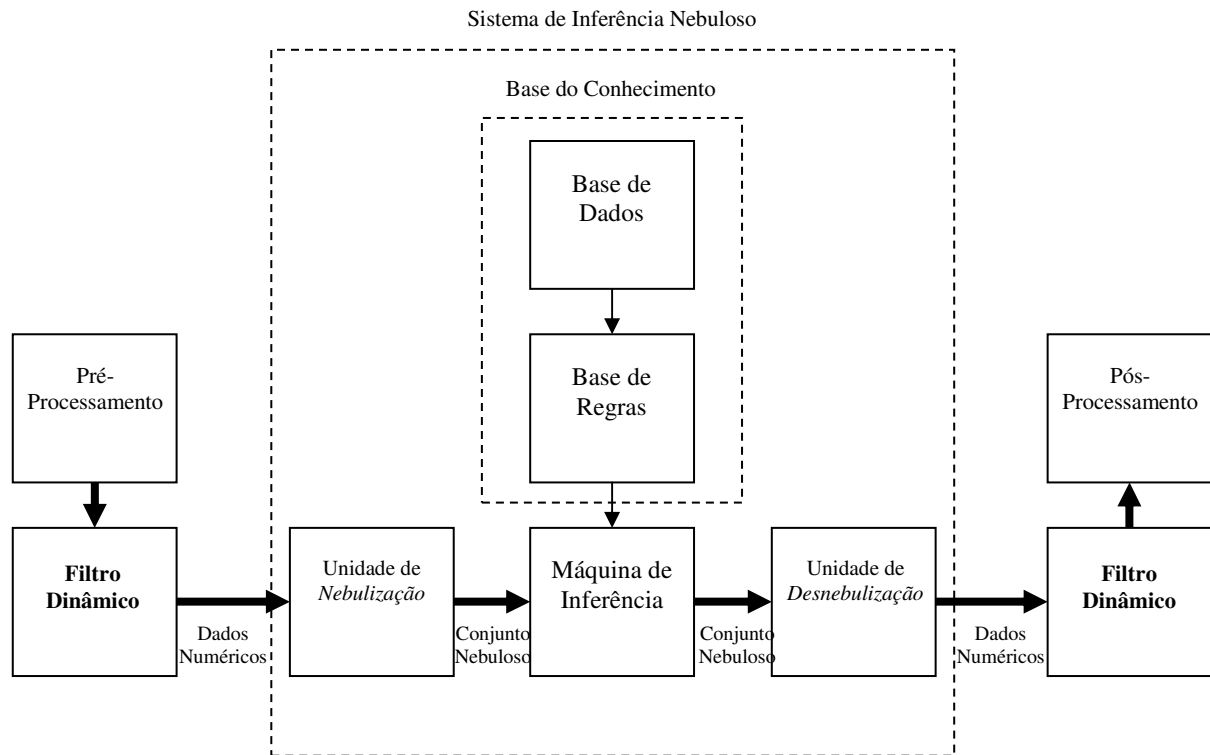 Sistema de Inferência Nebuloso
Base do Conhecimento
Base de
Dados
Base de
Regras
Pré-
Processamento
Pós-
Processamento
Filtro
Dinâmico
Dados
Numéricos
Unidade de
Nebulização
Conjunto
Nebuloso
Máquina de
Inferência
Conjunto
Nebuloso
Unidade de
Desnebulização
Dados
Numéricos
Filtro
Dinâmico